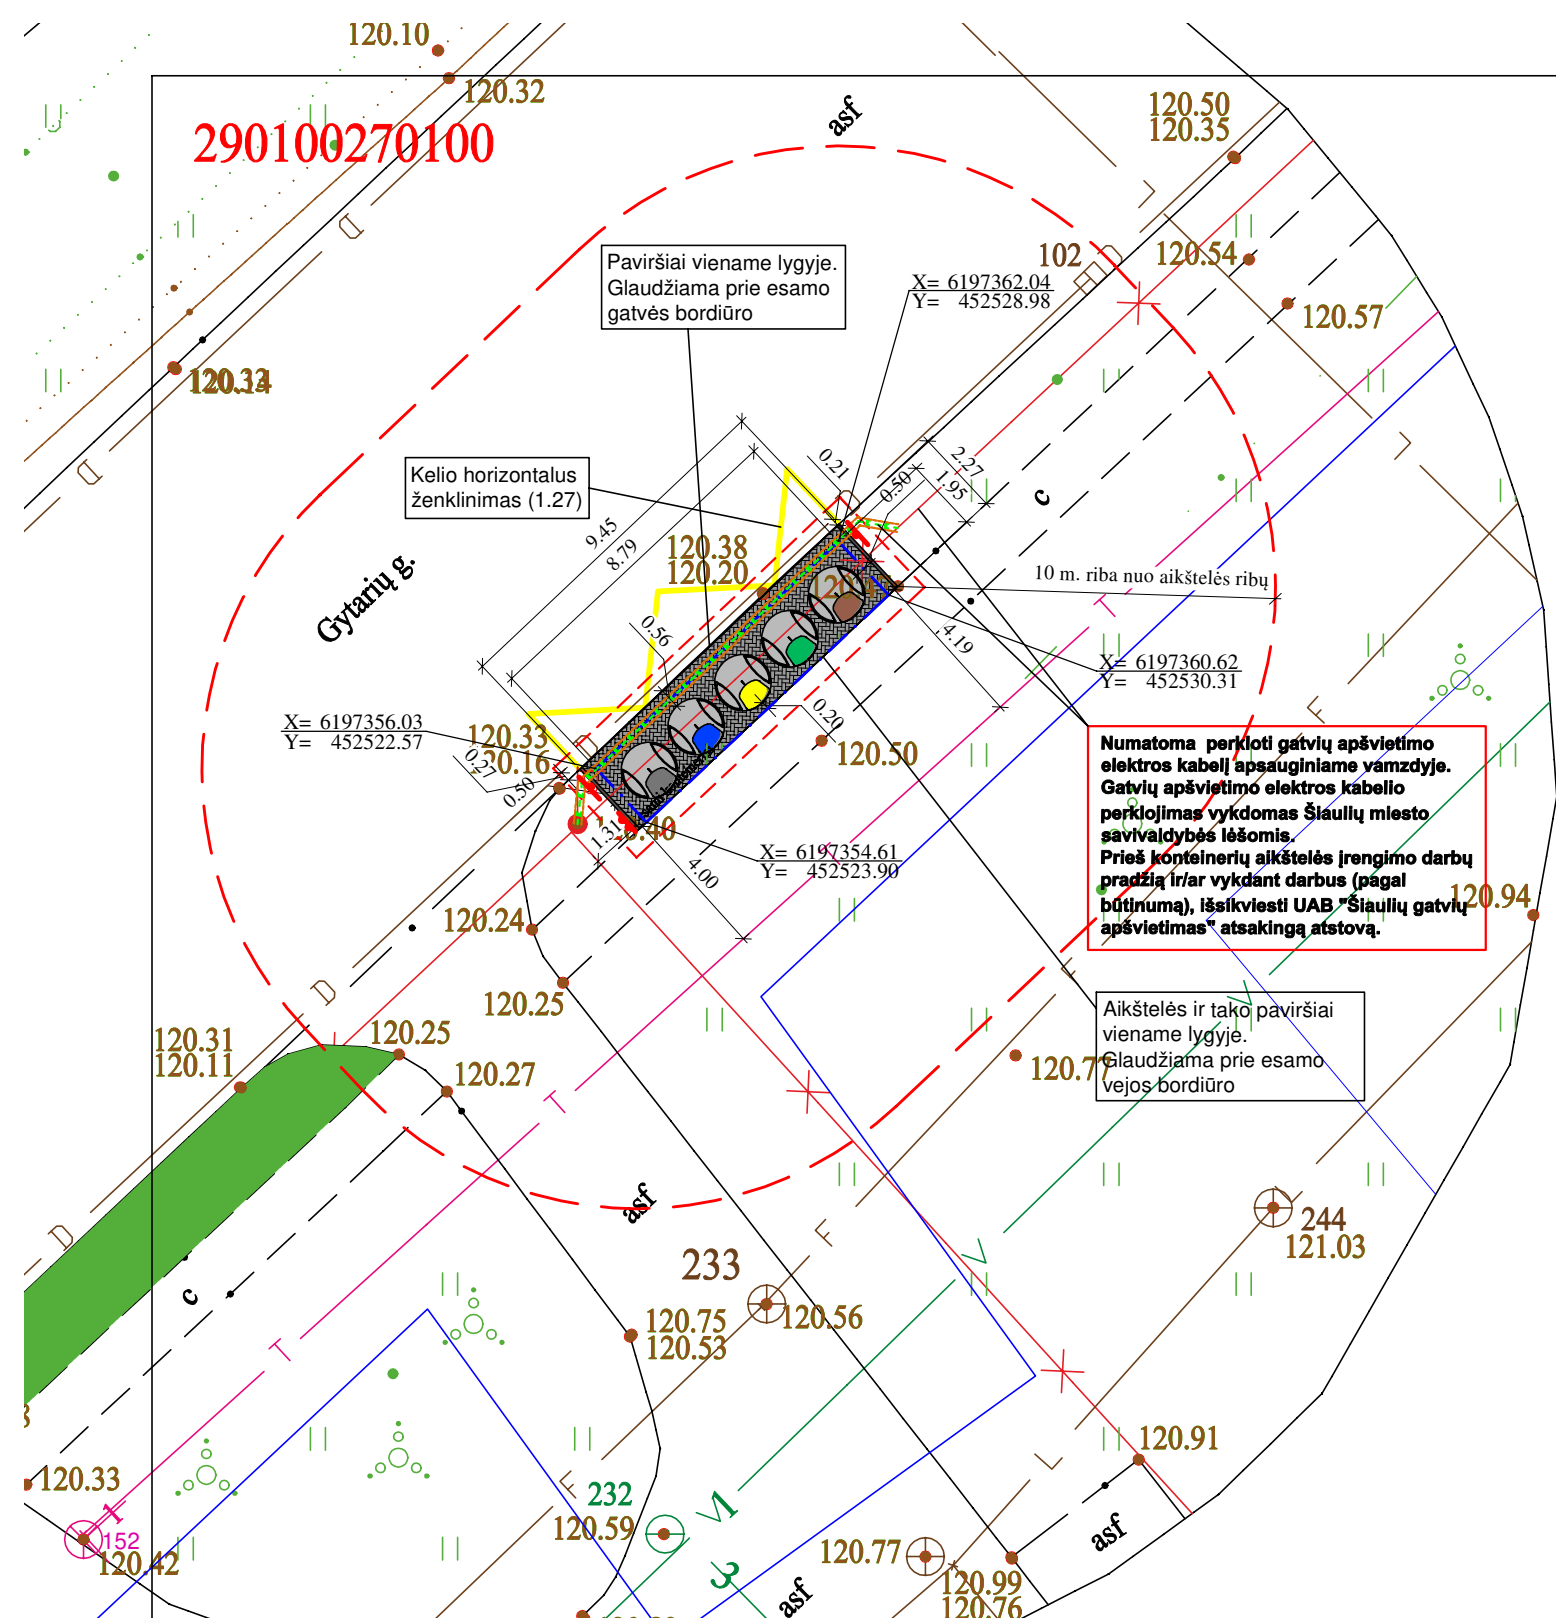 120.10
120.32
290100270100
asf
120.50
120.35
D
102
120.54
120.57
Paviršiai viename lygyje.
Glaudžiama prie esamo
gatvės bordiūro
X= 6197362.04
Y= 452528.98
120.33
D
L
Kelio horizontalus
ženklinimas (1.27)
0.21
0.50
2.27
1.95
c
9.45
8.79
120.38
120.20
Gytarių g.
10 m. riba nuo aikštelės ribų
T
0.56
4.19
X= 6197360.62
Y= 452530.31
F
X= 6197356.03
Y= 452522.57
120.33
120.16
0.27
0.50
0.20
120.50
1.31
4.00
X= 6197354.61
Y= 452523.90
Numatoma perkloti gatvių apšvietimo
elektros kabelį apsauginiame vamzdyje.
Gatvių apšvietimo elektros kabelio
perklojimas vykdomas Šiaulių miesto
savivaldybės lėšomis.
Prieš konteinerių aikštelės įrengimo darbų
pradžią ir/ar vykdant darbus (pagal
būtinumą), išsikviesti UAB "Šiaulių gatvių
apšvietimas" atsakingą atstovą.
120.94
120.24
120.25
D
F
V
Aikštelės ir tako paviršiai
viename lygyje.
Glaudžiama prie esamo
vejos bordiūro
120.31
120.11
120.25
120.27
120.77
T
asf
D
F
V
244
121.03
233
120.56
c
120.75
120.53
T
120.91
120.33
F
L
232
120.59
V1
1
152
120.42
120.77
asf
3
asf
120.99
120.76